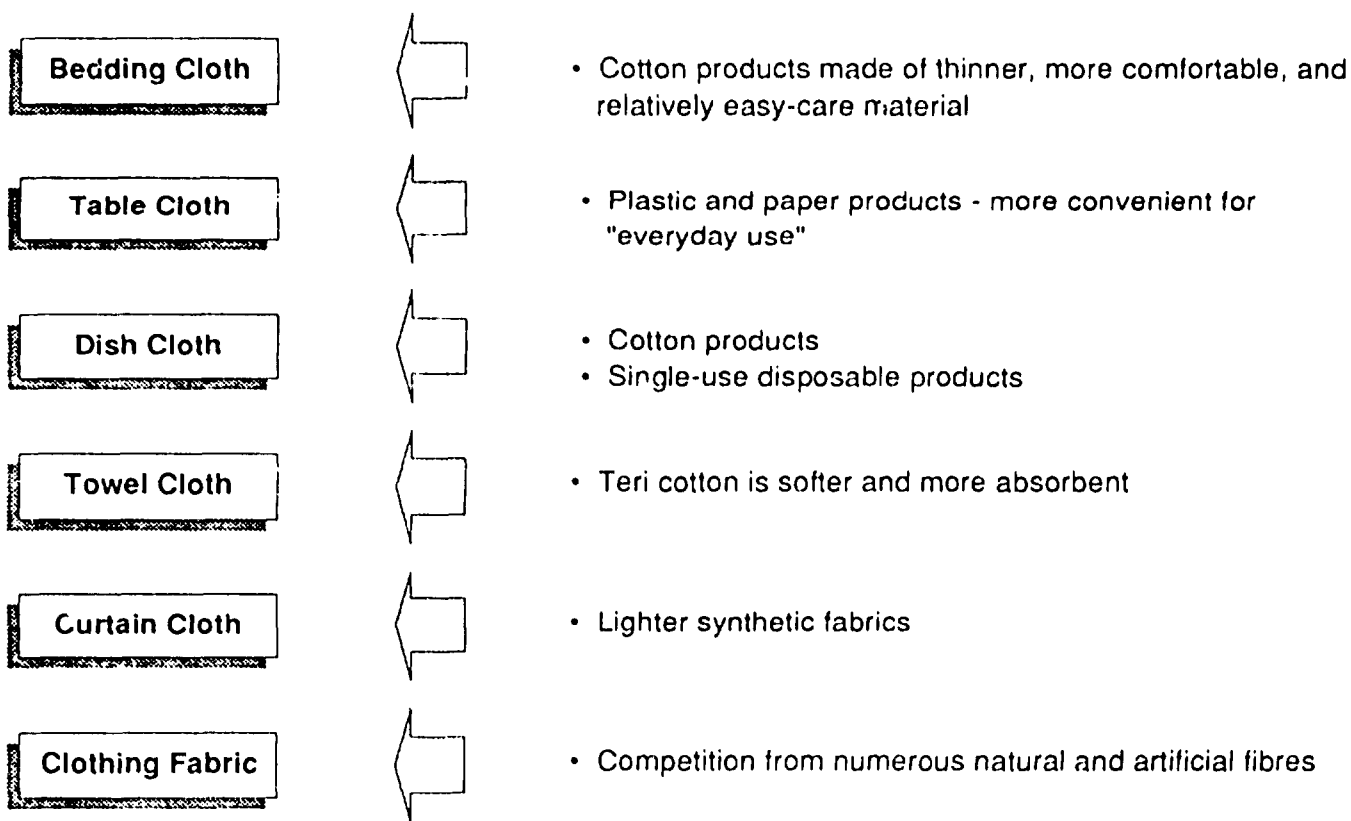 Bedding Cloth
• Cotton products made of thinner, more comfortable, and
relatively easy-care material
Table Cloth
• Plastic and paper products - more convenient for
"everyday use"
Dish Cloth
• Cotton products
• Single-use disposable products
Towel Cloth
• Teri cotton is softer and more absorbent
Curtain Cloth
• Lighter synthetic fabrics
Clothing Fabric
• Competition from numerous natural and artificial fibres